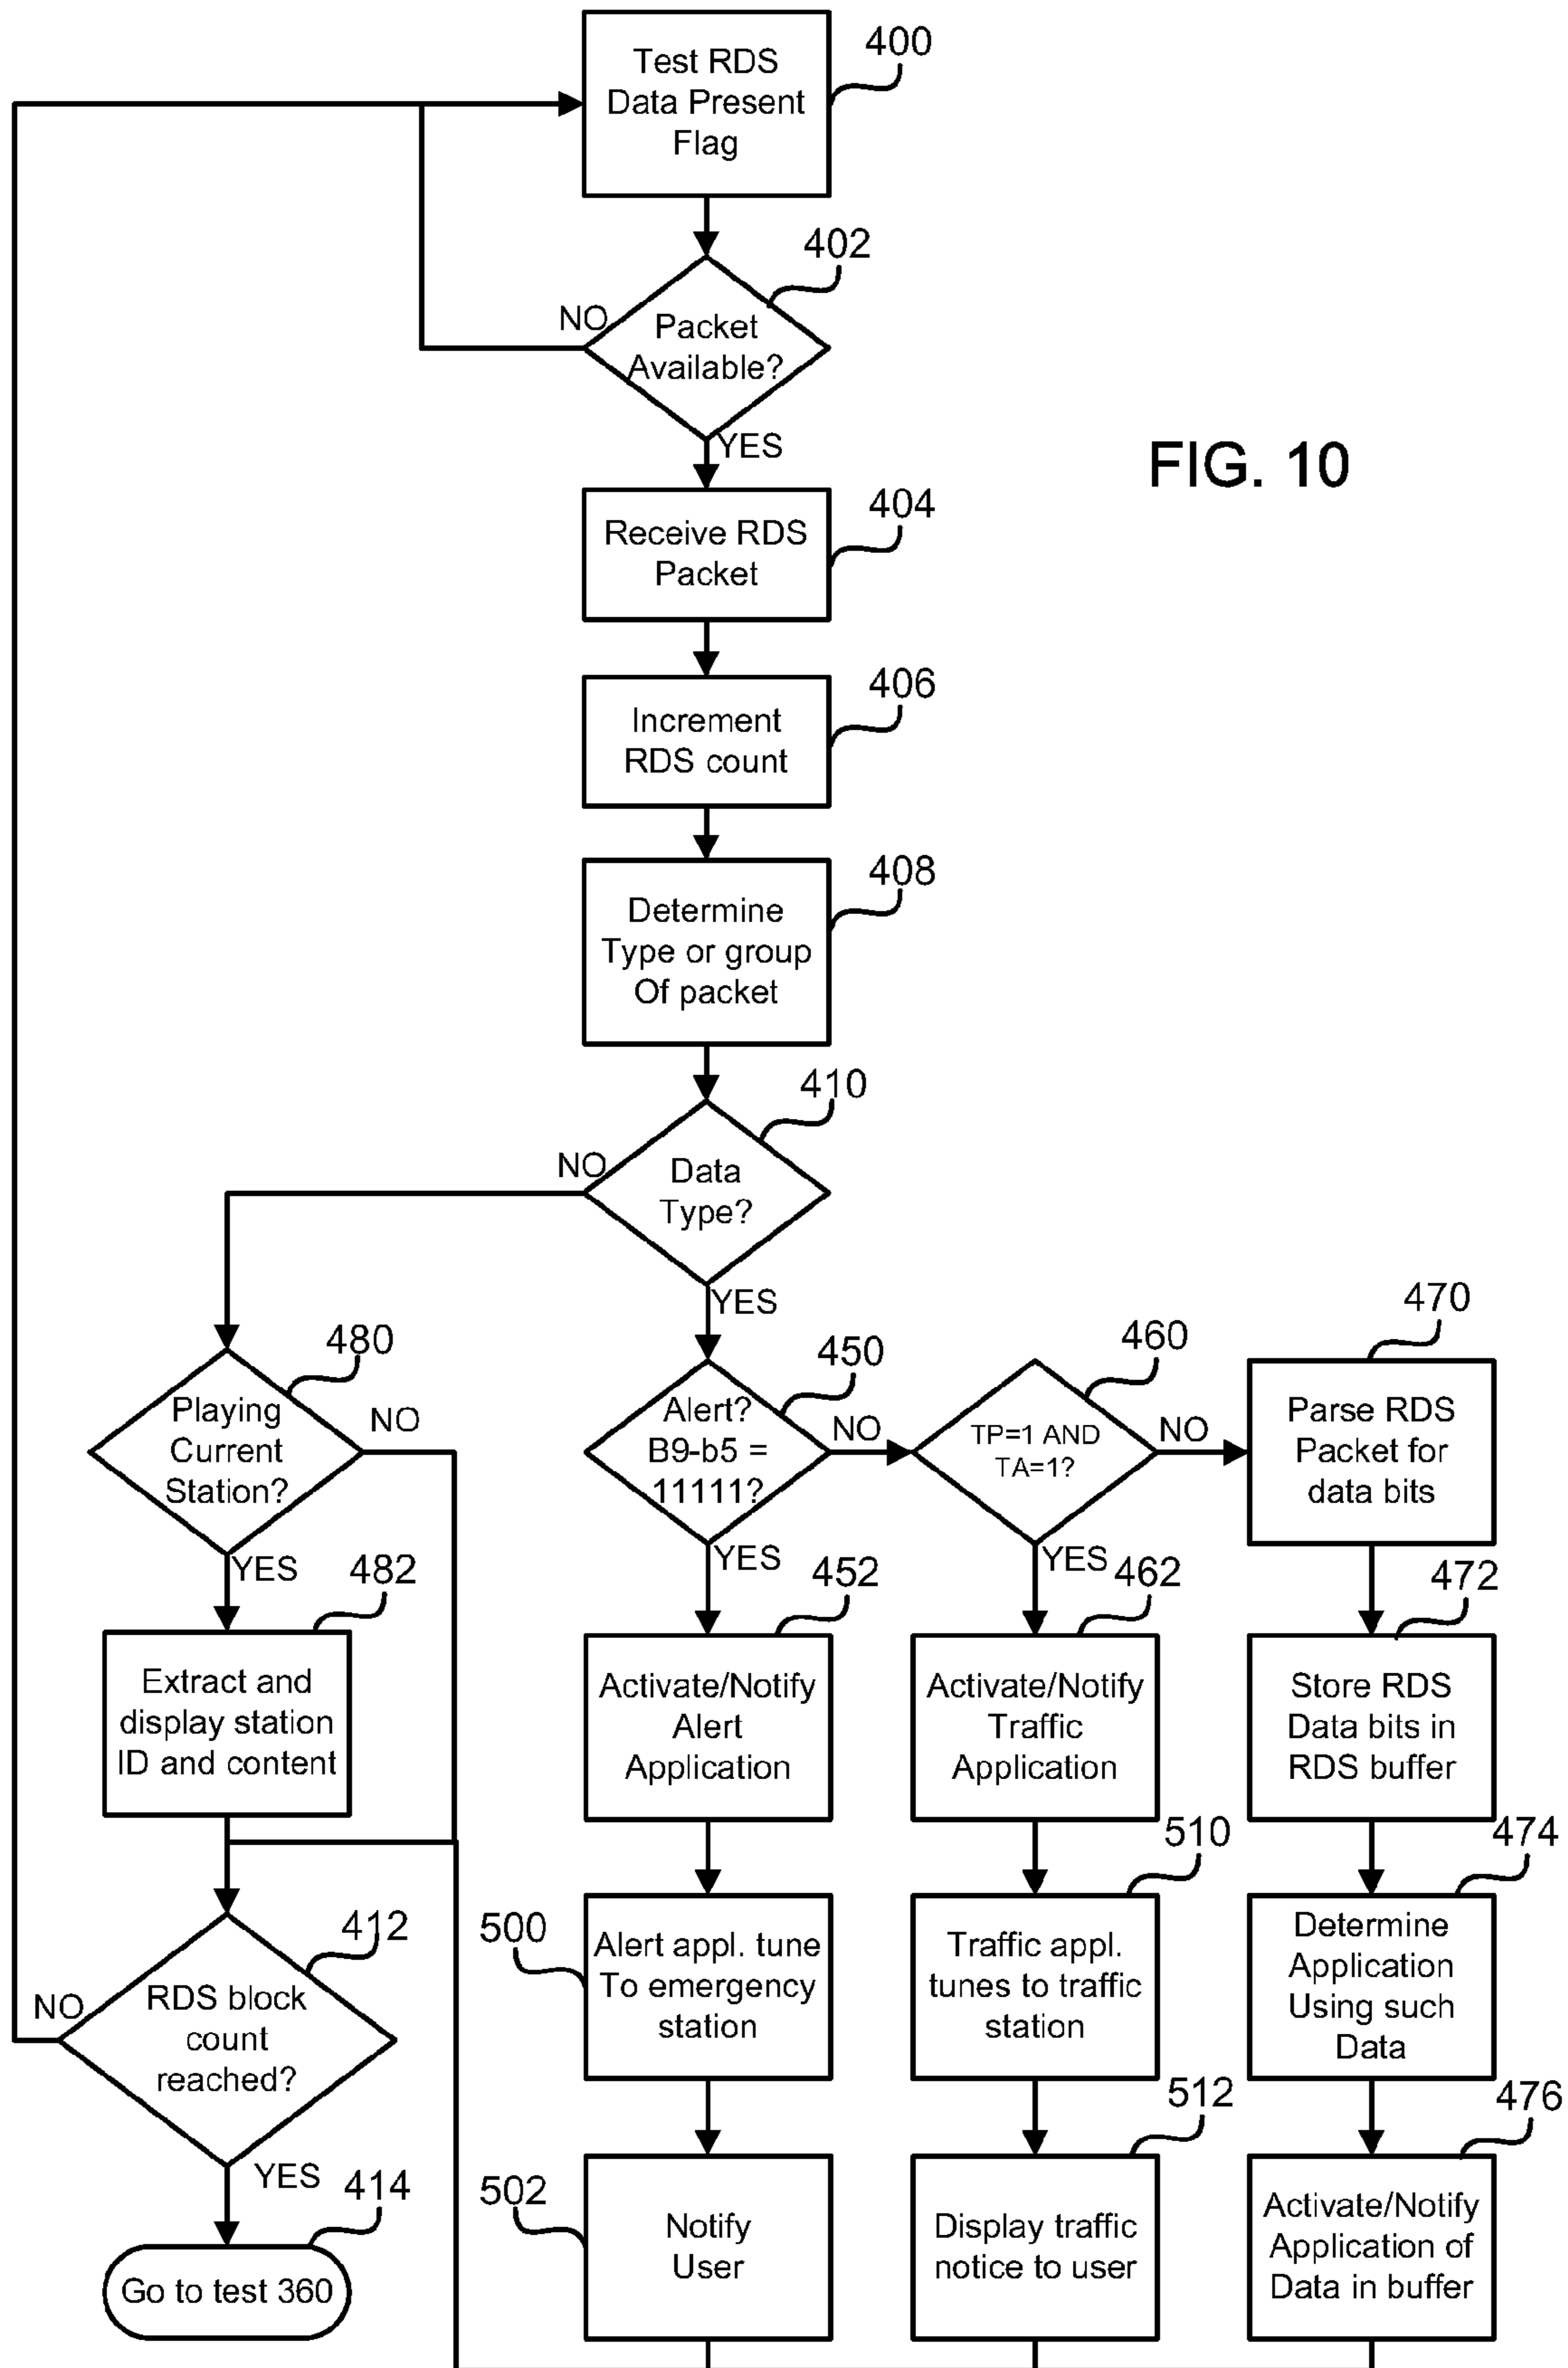 400
Test RDS
Data Present
Flag
402
NO
Packet
Available?
YES
FIG. 10
404
Receive RDS
Packet
406
Increment
RDS count
408
Determine
Type or group
Of packet
410
NO
Data
Type?
YES
480
Playing
Current
Station?
NO
YES
450
Alert?
B9-b5 =
11111?
NO
YES
460
TP=1 AND
TA=1?
NO
YES
470
Parse RDS
Packet for
data bits
482
Extract and
display station
ID and content
452
Activate/Notify
Alert
Application
462
Activate/Notify
Traffic
Application
472
Store RDS
Data bits in
RDS buffer
412
NO
RDS block
count
reached?
YES
500
Alert appl. tune
To emergency
station
510
Traffic appl.
tunes to traffic
station
474
Determine
Application
Using such
Data
414
Go to test 360
502
Notify
User
512
Display traffic
notice to user
476
Activate/Notify
Application of
Data in buffer